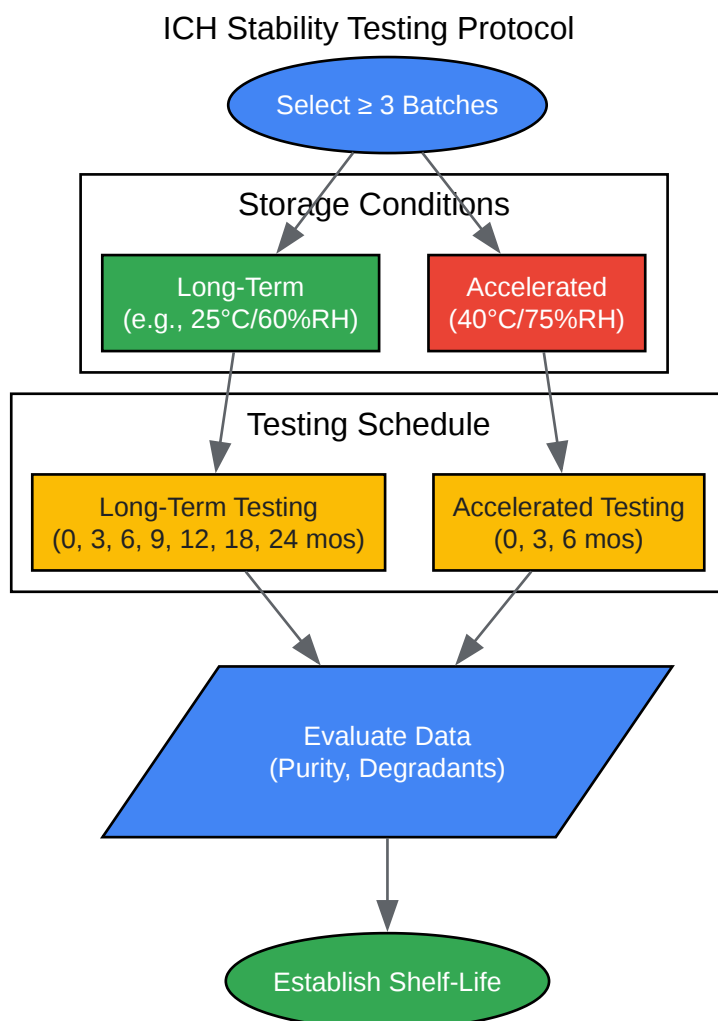 ICH Stability Testing Protocol
Select ≥ 3 Batches
Storage Conditions
Long-Term
(e.g., 25°C/60%RH)
Accelerated
(40°C/75%RH)
Testing Schedule
Long-Term Testing
(0, 3, 6, 9, 12, 18, 24 mos)
Accelerated Testing
(0, 3, 6 mos)
Evaluate Data
(Purity, Degradants)
Establish Shelf-Life